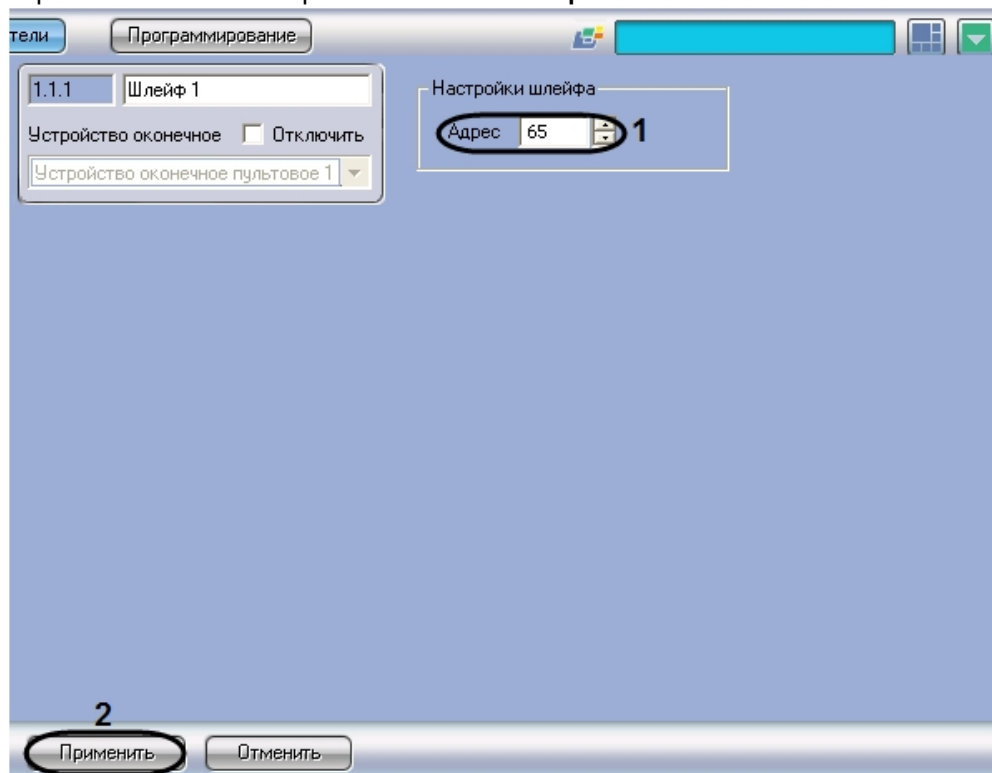 тели Программирование
1.1.1 Шлейф 1
Настройки шлейфа
Устройство оконечное Отключить
Адрес 65 1
Устройство оконечное пультовое 1
2
Применить Отменить